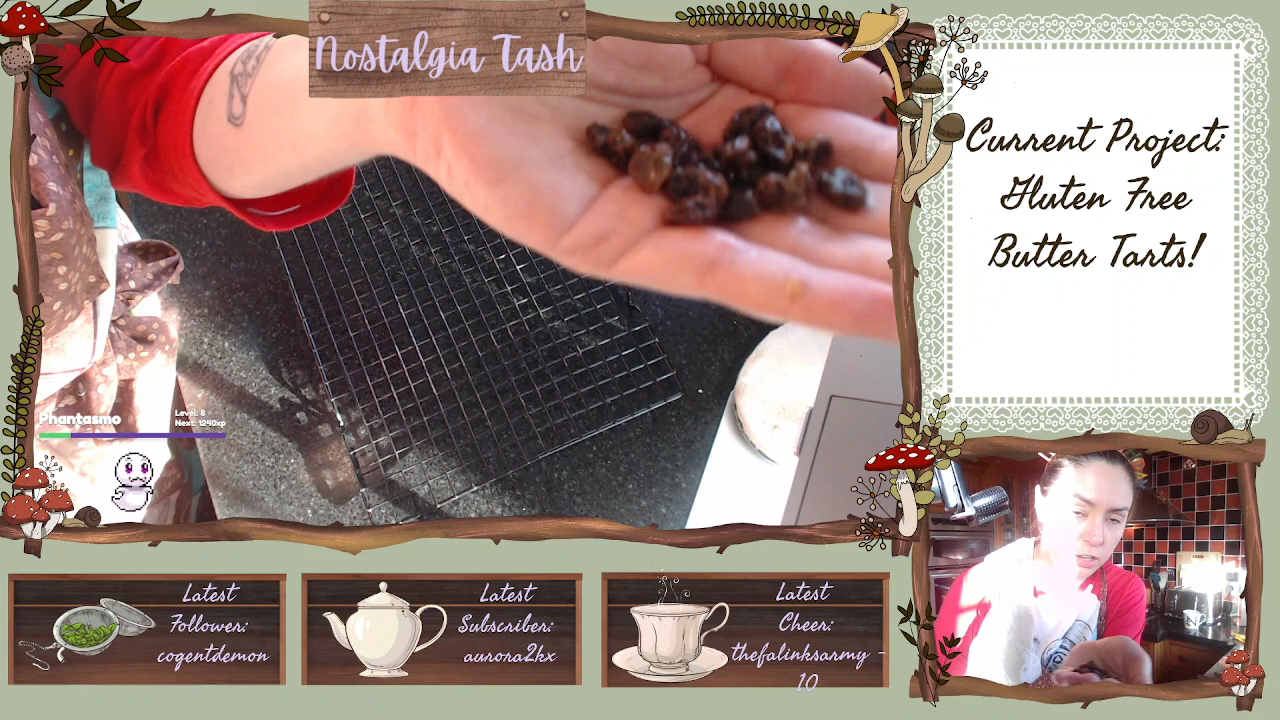 Nostalgia Tash
Current Project:
Gluten Free
Butter Tarts!
Phantasmo
Level: 8
Next: 1240xp
Latest
Follower:
cogentdemon
Latest
Subscriber:
aurora2kx
Latest
Cheer:
thefalinksarmy -
10